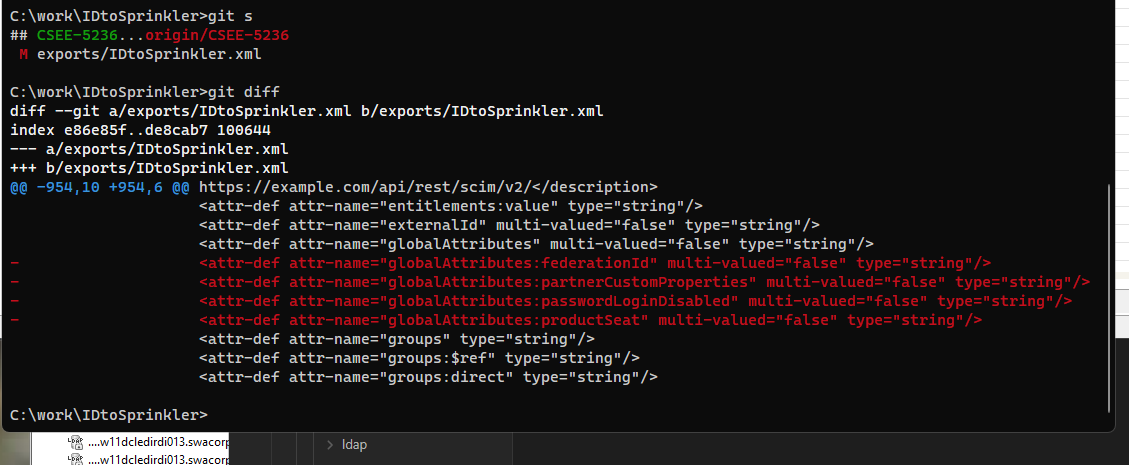 C:\work\IDtoSprinkler>git s
## CSEE-5236...origin/CSEE-5236
 M exports/IDtoSprinkler.xml

C:\work\IDtoSprinkler>git diff
diff --git a/exports/IDtoSprinkler.xml b/exports/IDtoSprinkler.xml
index e86e85f..de8cab7 100644
--- a/exports/IDtoSprinkler.xml
+++ b/exports/IDtoSprinkler.xml
@@ -954,10 +954,6 @@ https://example.com/api/rest/scim/v2/</description>
                     <attr-def attr-name="entitlements:value" type="string"/>
                     <attr-def attr-name="externalId" multi-valued="false" type="string"/>
                     <attr-def attr-name="globalAttributes" multi-valued="false" type="string"/>
-                    <attr-def attr-name="globalAttributes:federationId" multi-valued="false" type="string"/>
-                    <attr-def attr-name="globalAttributes:partnerCustomProperties" multi-valued="false" type="string"/>
-                    <attr-def attr-name="globalAttributes:passwordLoginDisabled" multi-valued="false" type="string"/>
-                    <attr-def attr-name="globalAttributes:productSeat" multi-valued="false" type="string"/>
                     <attr-def attr-name="groups" type="string"/>
                     <attr-def attr-name="groups:$ref" type="string"/>
                     <attr-def attr-name="groups:direct" type="string"/>

C:\work\IDtoSprinkler>
....w11dcledirdi013.swacorp
> ldap
....w11dcledirdi013.swacorp